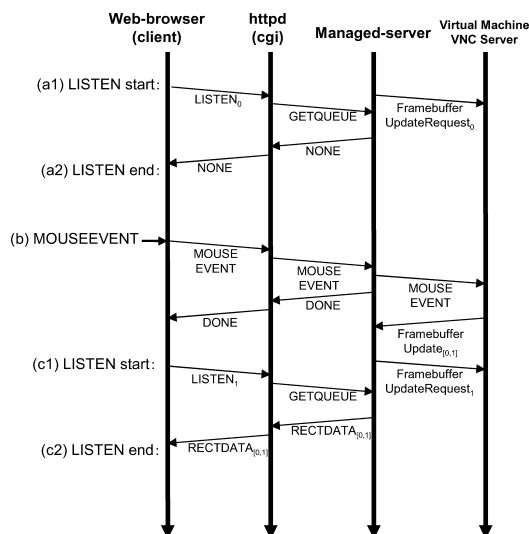 Web-browser
(client)
httpd
(cgi)
Managed-server
Virtual Machine
VNC Server
(a1) LISTEN start:
LISTEN0
GETQUEUE
Framebuffer
UpdateRequest0
NONE
NONE
(a2) LISTEN end:
(b) MOUSEEVENT
MOUSE
EVENT
MOUSE
EVENT
MOUSE
EVENT
DONE
DONE
Framebuffer
Update[0,1]
(c1) LISTEN start:
LISTEN1
GETQUEUE
Framebuffer
UpdateRequest1
RECTDATA[0,1]
RECTDATA[0,1]
(c2) LISTEN end: